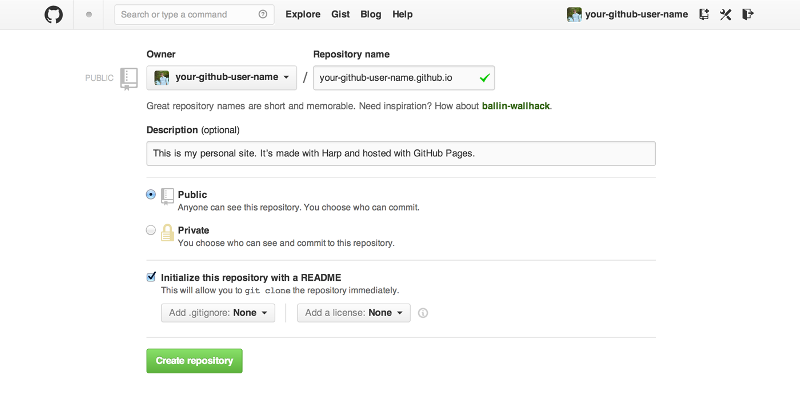 Search or type a command
Explore Gist Blog Help
your-github-user-name
Owner
Repository name
PUBLIC
your-github-user-name / your-github-user-name.github.io
Great repository names are short and memorable. Need inspiration? How about ballin-wallhack.
Description (optional)
This is my personal site. It's made with Harp and hosted with GitHub Pages.
Public
Anyone can see this repository. You choose who can commit.
Private
You choose who can see and commit to this repository.
Initialize this repository with a README
This will allow you to git clone the repository immediately.
Add .gitignore: None
Add a license: None
Create repository